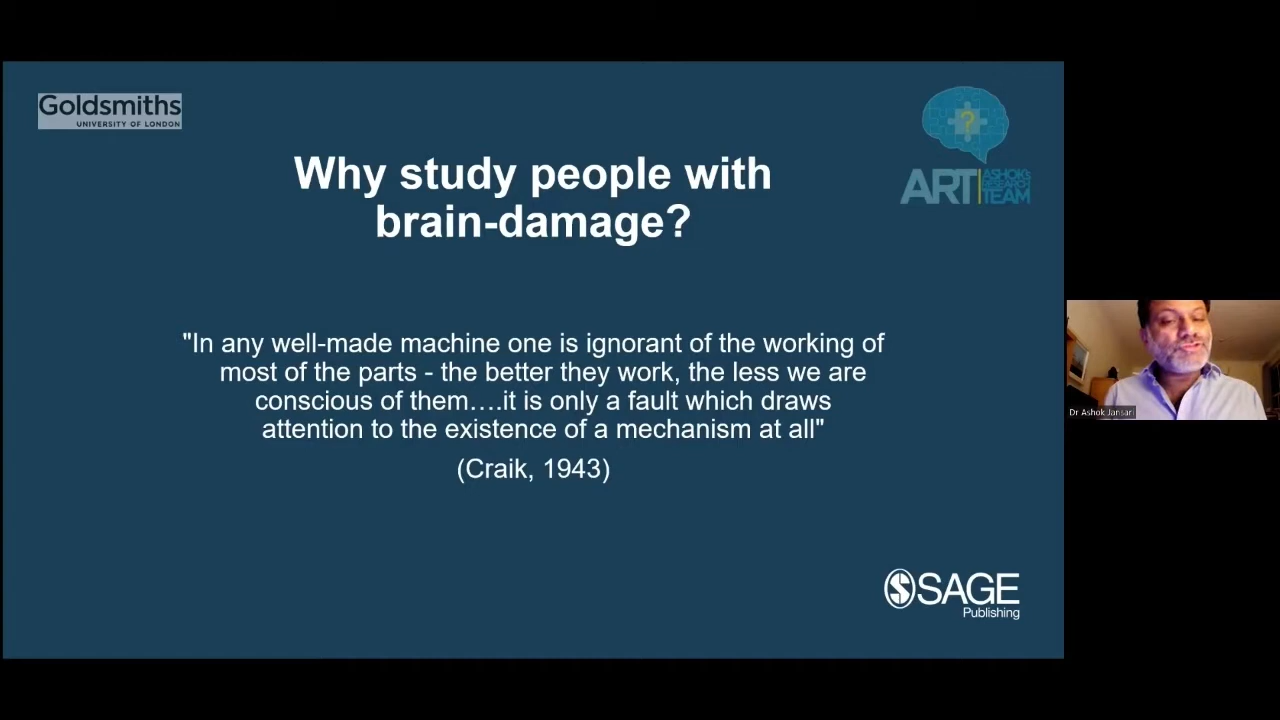 Goldsmiths
UNIVERSITY OF LONDON
?
ART
ASHOK's
RESEARCH
TEAM
Why study people with
brain-damage?
"In any well-made machine one is ignorant of the working of
most of the parts - the better they work, the less we are
conscious of them….it is only a fault which draws
attention to the existence of a mechanism at all"
(Craik, 1943)
Dr Ashok Jansari
SAGE
Publishing